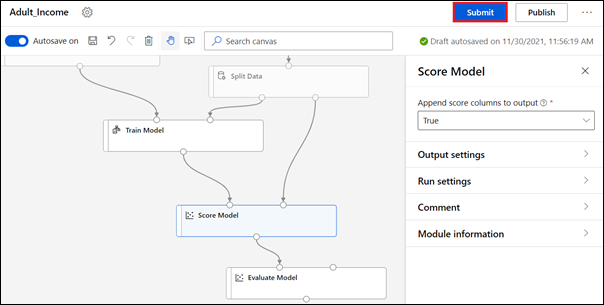 Adult_Income
Submit
Publish
Autosave on
Search canvas
Draft autosaved on 11/30/2021, 11:56:19 AM
Split Data
Train Model
Score Model
Evaluate Model
Score Model
Append score columns to output *
True
Output settings
Run settings
Comment
Module information